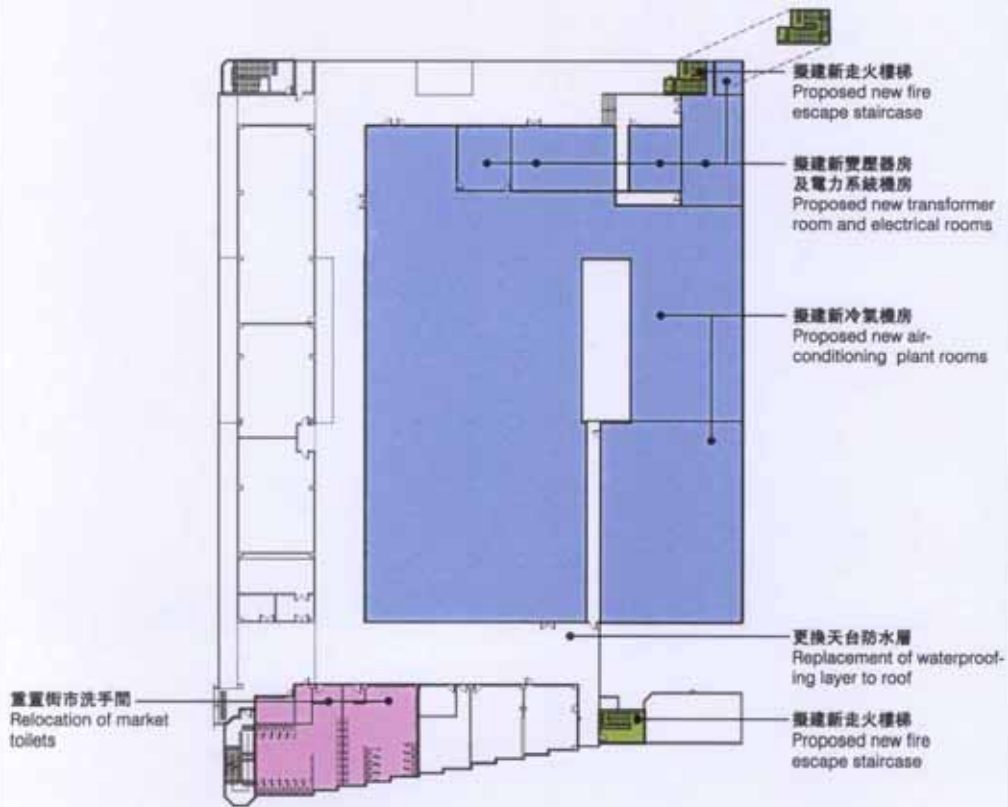 擬建新走火樓梯
Proposed new fire
escape staircase
擬建新變壓器房
及電力系統機房
Proposed new transformer
room and electrical rooms
擬建新冷氣機房
Proposed new air-
conditioning plant rooms
更換天台防水層
Replacement of waterproof-
ing layer to roof
重置街市洗手間
Relocation of market
toilets
擬建新走火樓梯
Proposed new fire
escape staircase